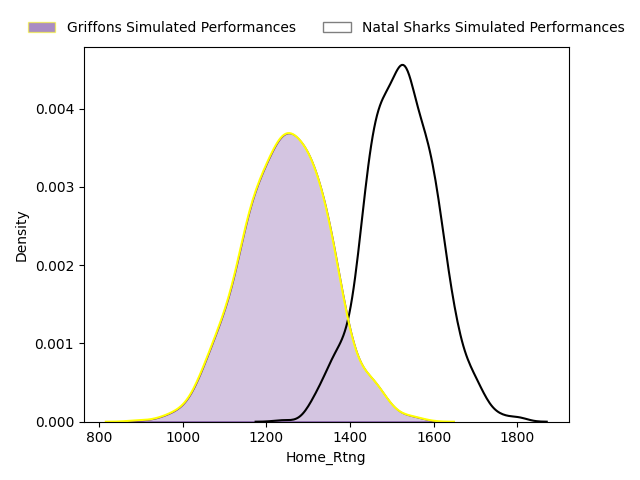 Griffons Simulated Performances
Natal Sharks Simulated Performances
0.004
0.003
0.002
0.001
0.000
Density
800 1000 1200 1400 1600 1800
Home_Rtng